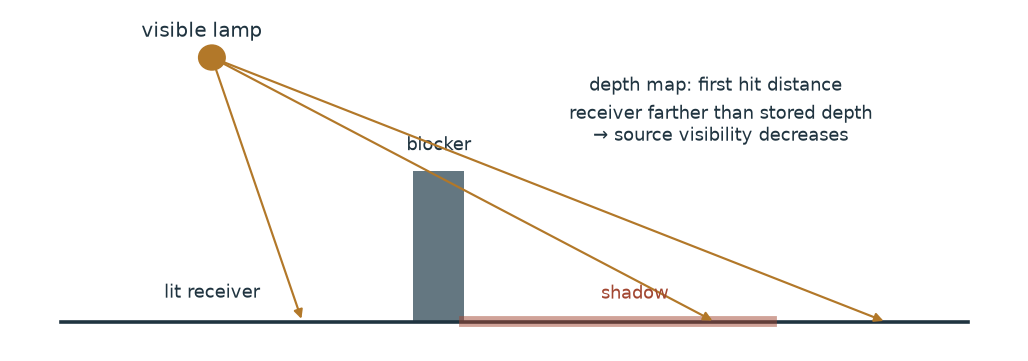 visible lamp
depth map: first hit distance
receiver farther than stored depth
→ source visibility decreases
blocker
lit receiver
shadow